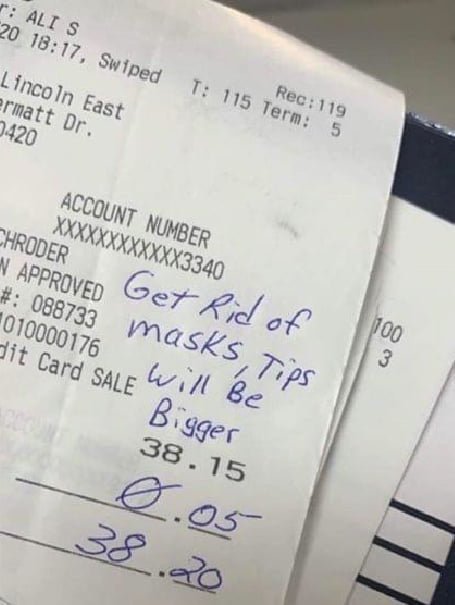 r: ALI S
20 18:17, Swiped
Rec:119
T: 115 Term: 5
Lincoln East
ermatt Dr.
0420
ACCOUNT NUMBER
XXXXXXXXXXXX3340
CHRODER
N APPROVED
#: 088733
1010000176
dit Card SALE
Get Rid of
masks, Tips
will Be
Bigger
38.15
0.05
38.20
100
3